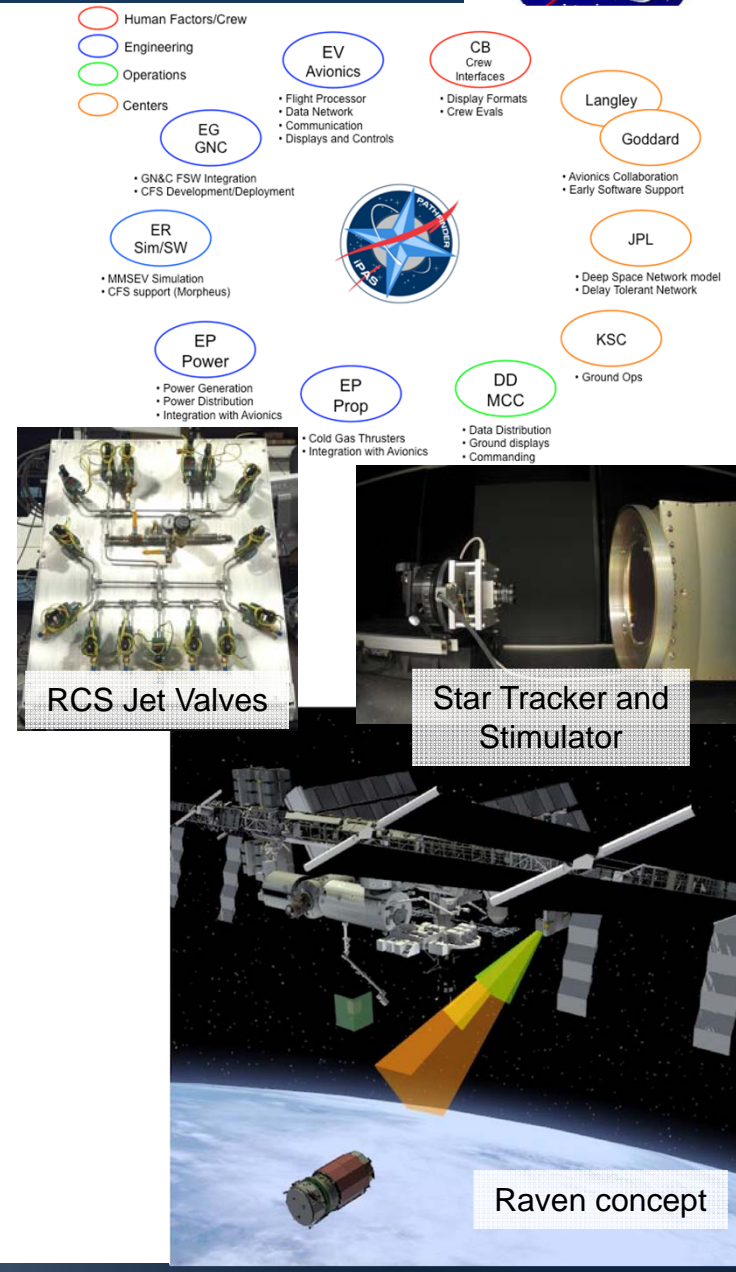 Human Factors/Crew
Engineering
Operations
Centers
EV
Avionics
• Flight Processor
• Data Network
• Communication
• Displays and Controls
CB
Crew
Interfaces
• Display Formats
• Crew Evals
Langley
Goddard
• Avionics Collaboration
• Early Software Support
EG
GNC
• GN&C FSW Integration
• CFS Development/Deployment
PATHFINDER
iPAS
ER
Sim/SW
• MMSEV Simulation
• CFS support (Morpheus)
JPL
• Deep Space Network model
• Delay Tolerant Network
EP
Power
• Power Generation
• Power Distribution
• Integration with Avionics
EP
Prop
• Cold Gas Thrusters
• Integration with Avionics
DD
MCC
• Data Distribution
• Ground displays
• Commanding
KSC
• Ground Ops
RCS Jet Valves
Star Tracker and
Stimulator
Raven concept